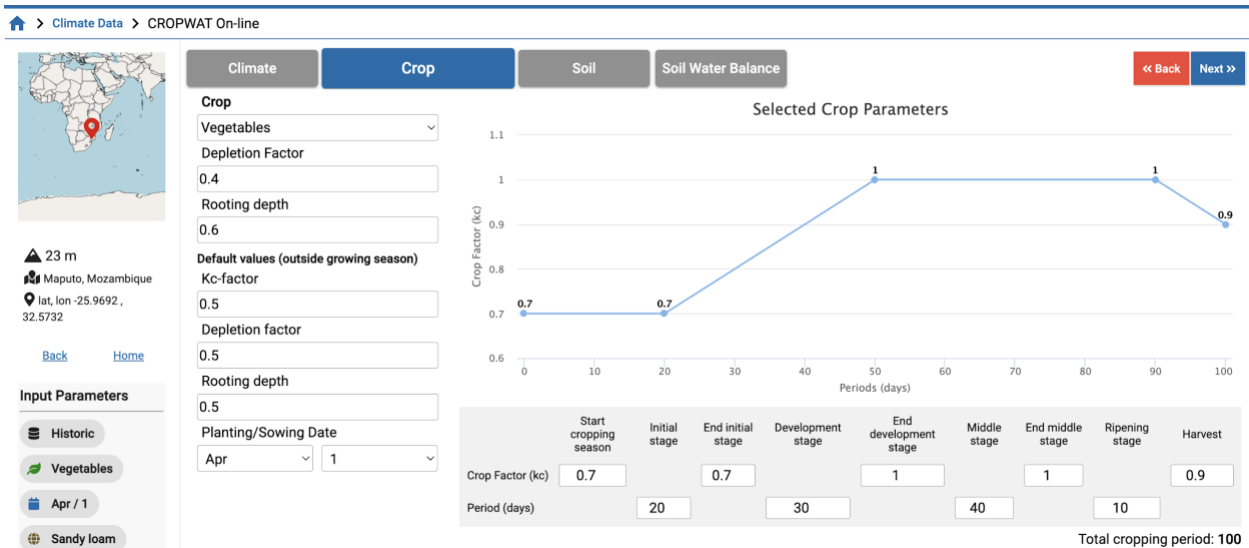 Climate Data > CROPWAT On-line
Climate
Crop
Soil
Soil Water Balance
« Back
Next »
23 m
Maputo, Mozambique
lat, lon -25.9692 ,
32.5732
Back Home
Input Parameters
Historic
Vegetables
Apr / 1
Sandy loam
Crop
Vegetables
Depletion Factor
0.4
Rooting depth
0.6
Default values (outside growing season)
Kc-factor
0.5
Depletion factor
0.5
Rooting depth
0.5
Planting/Sowing Date
Apr 1
Selected Crop Parameters
Crop Factor (kc)
1.1
1
0.9
0.8
0.7
0.6
0.7
0.7
1
1
0.9
0 10 20 30 40 50 60 70 80 90 100
Periods (days)
Start
cropping
season
Initial
stage
End initial
stage
Development
stage
End
development
stage
Middle
stage
End middle
stage
Ripening
stage
Harvest
Crop Factor (kc) 0.7 0.7 1 1 0.9
Period (days) 20 30 40 10
Total cropping period: 100